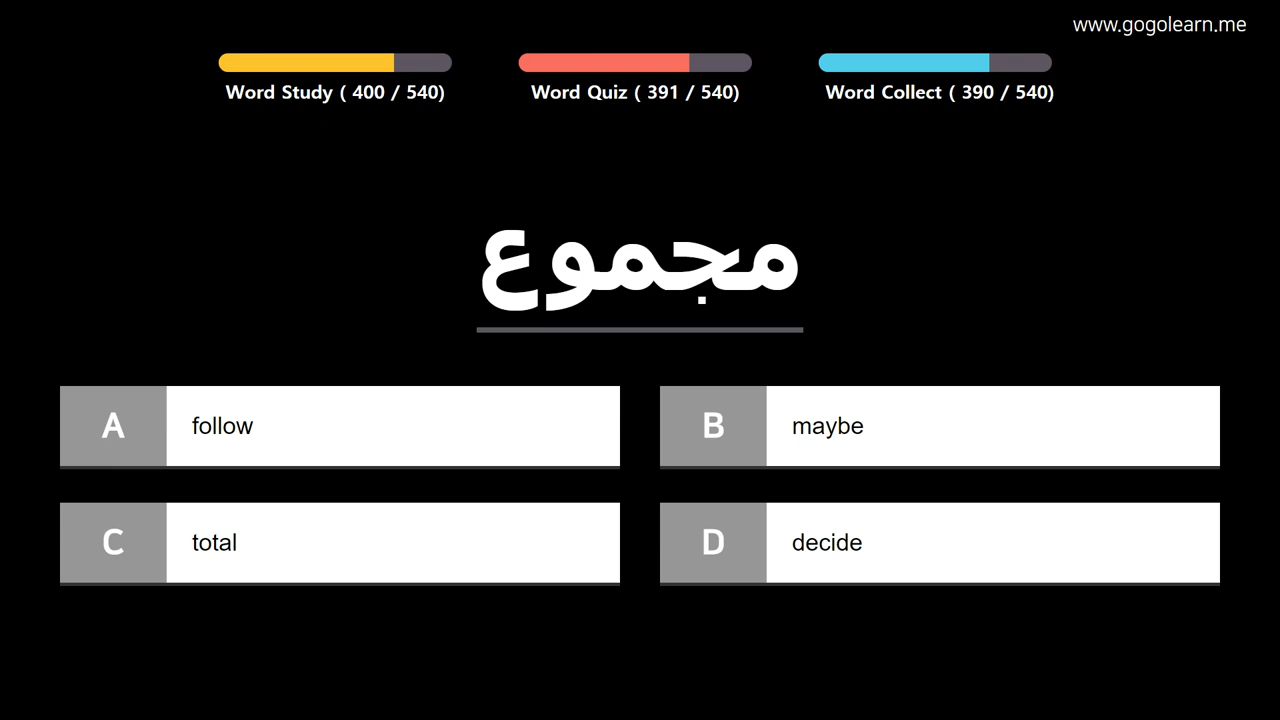 www.gogolearn.me
Word Study ( 400 / 540)
Word Quiz ( 391 / 540)
Word Collect ( 390 / 540)
مجموع
A follow
B maybe
C total
D decide